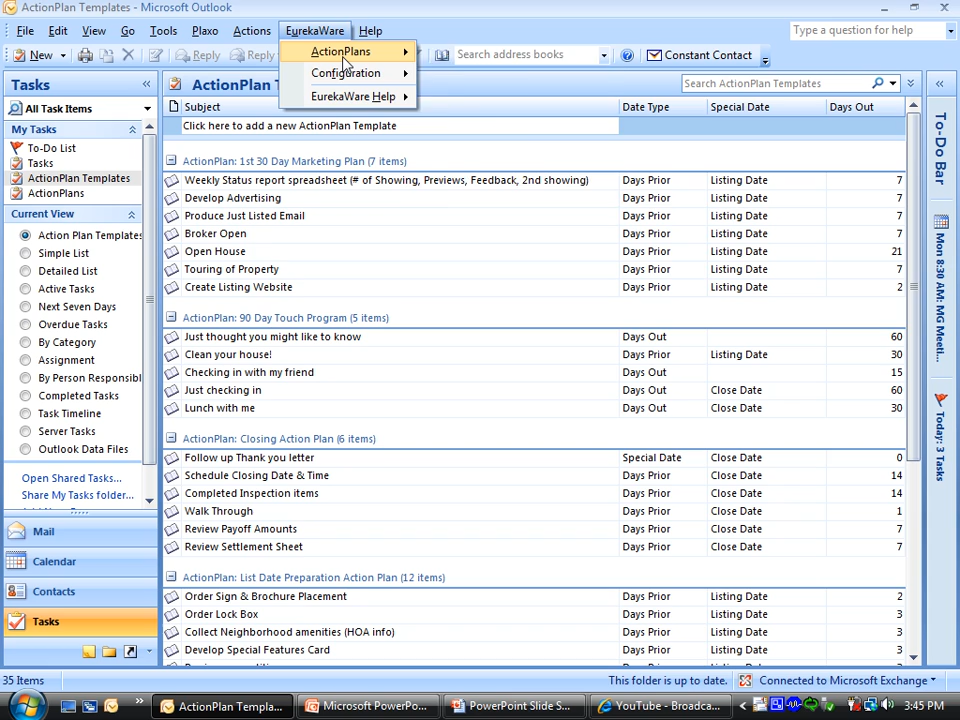 ActionPlan Templates - Microsoft Outlook
File Edit View Go Tools Plaxo Actions EurekaWare Help
Type a question for help
New Reply Reply Search address books Constant Contact
ActionPlans
Configuration
EurekaWare Help
Tasks
ActionPlan T
Search ActionPlan Templates
All Task Items
Subject Date Type Special Date Days Out
Click here to add a new ActionPlan Template
My Tasks
To-Do List
Tasks
ActionPlan Templates
ActionPlans
Current View
Action Plan Templates
Simple List
Detailed List
Active Tasks
Next Seven Days
Overdue Tasks
By Category
Assignment
By Person Responsibl
Completed Tasks
Task Timeline
Server Tasks
Outlook Data Files
Open Shared Tasks...
Share My Tasks folder...
Mail
Calendar
Contacts
Tasks
ActionPlan: 1st 30 Day Marketing Plan (7 items)
Weekly Status report spreadsheet (# of Showing, Previews, Feedback, 2nd showing) Days Prior Listing Date 7
Develop Advertising Days Prior Listing Date 7
Produce Just Listed Email Days Prior Listing Date 7
Broker Open Days Prior Listing Date 7
Open House Days Prior Listing Date 21
Touring of Property Days Prior Listing Date 7
Create Listing Website Days Prior Listing Date 2
ActionPlan: 90 Day Touch Program (5 items)
Just thought you might like to know Days Out 60
Clean your house! Days Prior Listing Date 30
Checking in with my friend Days Out 15
Just checking in Days Out Close Date 60
Lunch with me Days Out Close Date 30
ActionPlan: Closing Action Plan (6 items)
Follow up Thank you letter Special Date Close Date 0
Schedule Closing Date & Time Days Prior Close Date 14
Completed Inspection items Days Prior Close Date 14
Walk Through Days Prior Close Date 1
Review Payoff Amounts Days Prior Close Date 7
Review Settlement Sheet Days Prior Close Date 7
ActionPlan: List Date Preparation Action Plan (12 items)
Order Sign & Brochure Placement Days Prior Listing Date 2
Order Lock Box Days Prior Listing Date 3
Collect Neighborhood amenities (HOA info) Days Prior Listing Date 3
Develop Special Features Card Days Prior Listing Date 3
To-Do Bar
Mon 8:30 AM: MG Meeti...
Today: 3 Tasks
35 Items This folder is up to date. Connected to Microsoft Exchange
ActionPlan Templa... Microsoft PowerPo... PowerPoint Slide S... YouTube - Broadca... 3:45 PM